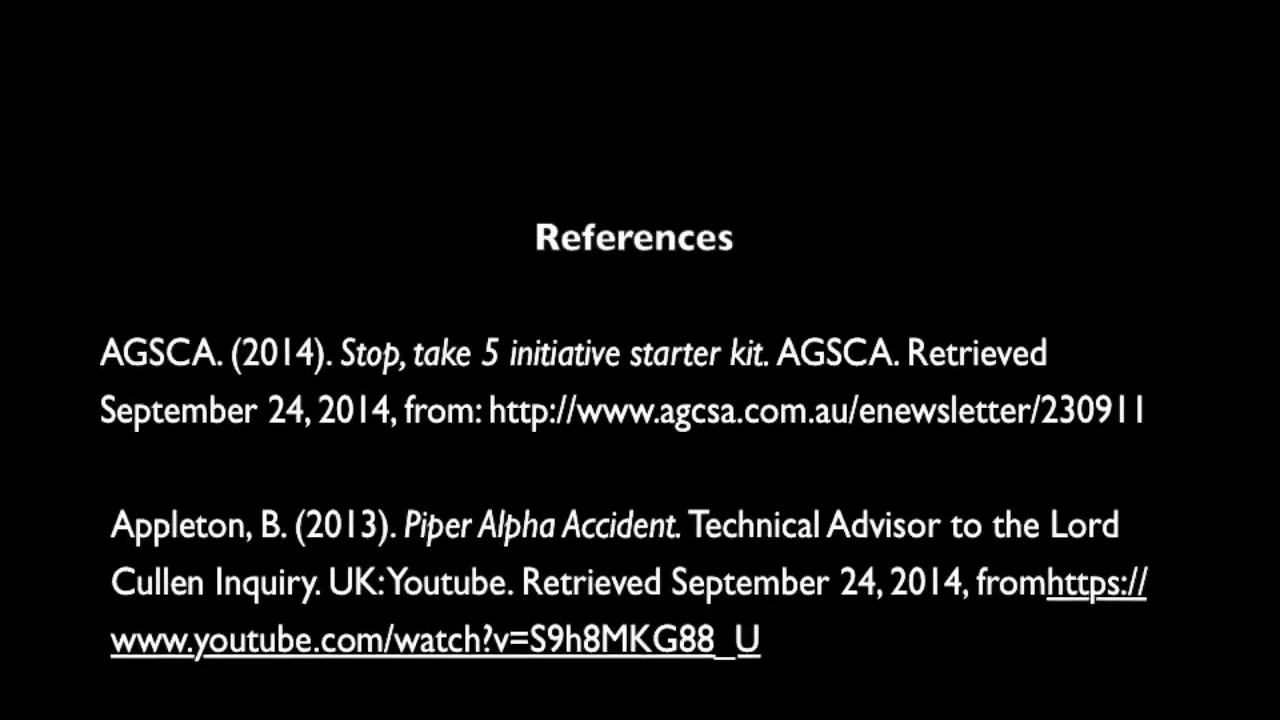 References
AGSCA. (2014). Stop, take 5 initiative starter kit. AGSCA. Retrieved
September 24, 2014, from: http://www.agcsa.com.au/enewsletter/230911
Appleton, B. (2013). Piper Alpha Accident. Technical Advisor to the Lord
Cullen Inquiry. UK: Youtube. Retrieved September 24, 2014, fromhttps://
www.youtube.com/watch?v=S9h8MKG88_U